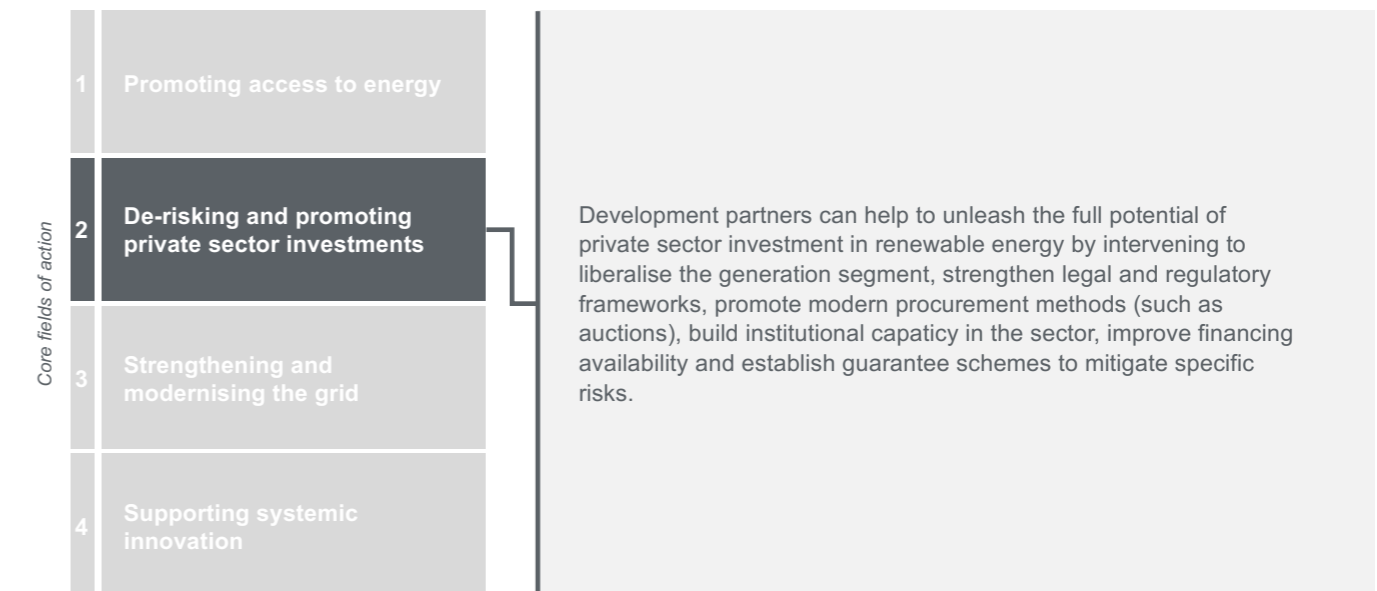 Core fields of action
1
Promoting access to energy
2
De-risking and promoting
private sector investments
3
Strengthening and
modernising the grid
4
Supporting systemic
innovation
Development partners can help to unleash the full potential of
private sector investment in renewable energy by intervening to
liberalise the generation segment, strengthen legal and regulatory
frameworks, promote modern procurement methods (such as
auctions), build institutional capaticy in the sector, improve financing
availability and establish guarantee schemes to mitigate specific
risks.